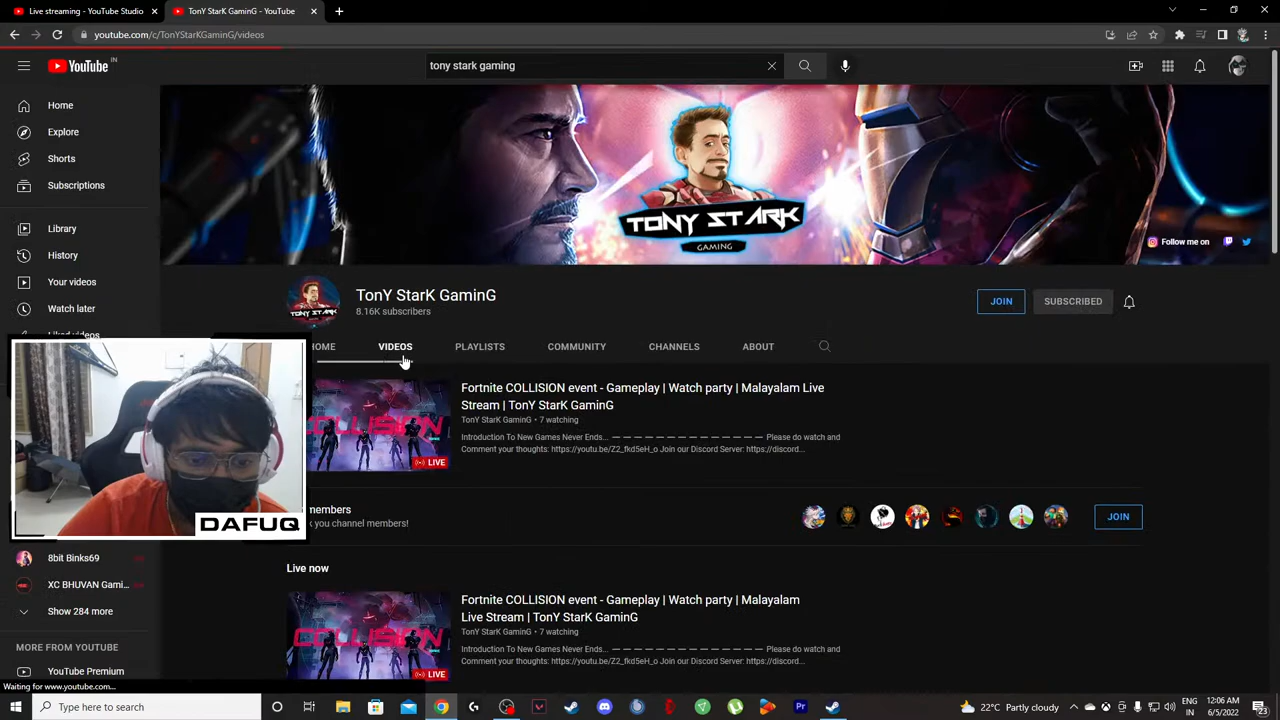 Live streaming - YouTube Studio
TonY StarK GaminG - YouTube
youtube.com/c/TonYStarKGaminG/videos
YouTube IN
tony stark gaming
Home
Explore
Shorts
Subscriptions
Library
History
Your videos
Watch later
Liked videos
TONY STARK
GAMING
Follow me on
TonY StarK GaminG
8.16K subscribers
JOIN
SUBSCRIBED
HOME
VIDEOS
PLAYLISTS
COMMUNITY
CHANNELS
ABOUT
COLLISION
LIVE
Fortnite COLLISION event - Gameplay | Watch party | Malayalam Live
Stream | TonY StarK GaminG
TonY StarK GaminG • 7 watching
Introduction To New Games Never Ends... — — — — — — — — — — — — — — — Please do watch and
Comment your thoughts: https://youtu.be/Z2_fkd5eH_o Join our Discord Server: https://discord...
members
k you channel members!
JOIN
DAFUQ
8bit Binks69
XC BHUVAN Gami...
Show 284 more
MORE FROM YOUTUBE
YouTube Premium
Live now
COLLISION
LIVE
Fortnite COLLISION event - Gameplay | Watch party | Malayalam
Live Stream | TonY StarK GaminG
TonY StarK GaminG • 7 watching
Introduction To New Games Never Ends... — — — — — — — — — — — — — — — Please do watch and
Comment your thoughts: https://youtu.be/Z2_fkd5eH_o Join our Discord Server: https://discord...
Waiting for www.youtube.com...
Type here to search
22°C Partly cloudy
ENG
IN
12:06 AM
6/5/2022